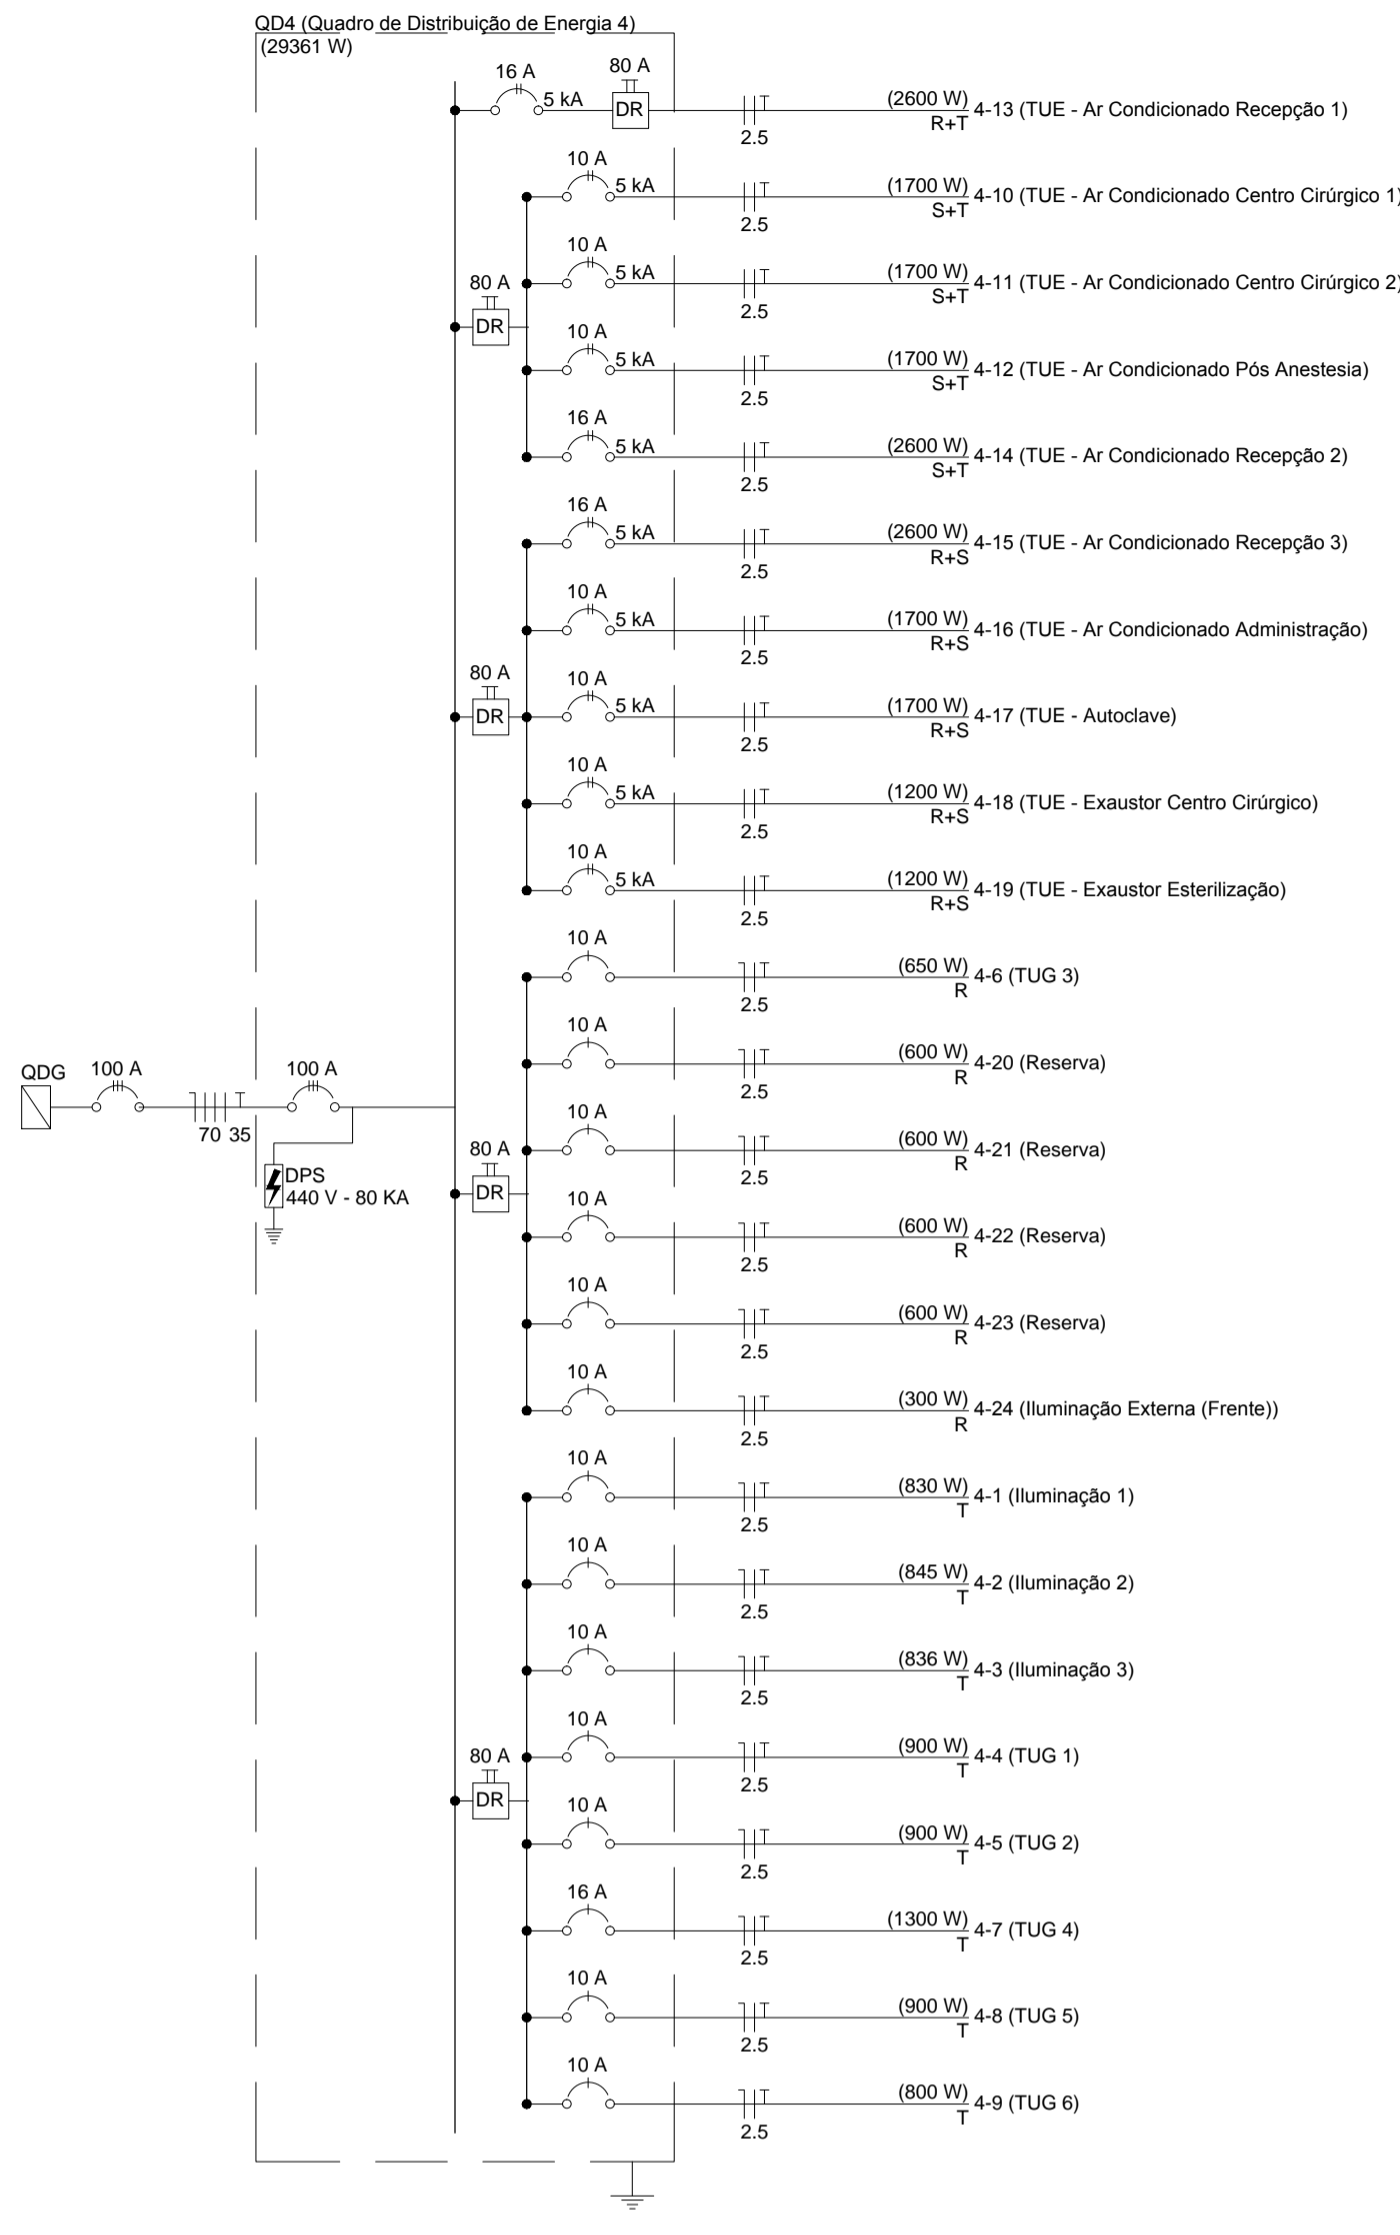 QD4 (Quadro de Distribuição de Energia 4)
(29361 W)
16 A
5 kA
80 A
DR
2.5
(2600 W)
R+T
4-13 (TUE - Ar Condicionado Recepção 1)
10 A
5 kA
2.5
(1700 W)
S+T
4-10 (TUE - Ar Condicionado Centro Cirúrgico 1)
10 A
5 kA
2.5
(1700 W)
S+T
4-11 (TUE - Ar Condicionado Centro Cirúrgico 2)
80 A
DR
10 A
5 kA
2.5
(1700 W)
S+T
4-12 (TUE - Ar Condicionado Pós Anestesia)
16 A
5 kA
2.5
(2600 W)
S+T
4-14 (TUE - Ar Condicionado Recepção 2)
16 A
5 kA
2.5
(2600 W)
R+S
4-15 (TUE - Ar Condicionado Recepção 3)
10 A
5 kA
2.5
(1700 W)
R+S
4-16 (TUE - Ar Condicionado Administração)
80 A
DR
10 A
5 kA
2.5
(1700 W)
R+S
4-17 (TUE - Autoclave)
10 A
5 kA
2.5
(1200 W)
R+S
4-18 (TUE - Exaustor Centro Cirúrgico)
10 A
5 kA
2.5
(1200 W)
R+S
4-19 (TUE - Exaustor Esterilização)
10 A
2.5
(650 W)
R
4-6 (TUG 3)
10 A
2.5
(600 W)
R
4-20 (Reserva)
QDG
100 A
70 35
100 A
DPS
440 V - 80 KA
10 A
2.5
(600 W)
R
4-21 (Reserva)
80 A
DR
10 A
2.5
(600 W)
R
4-22 (Reserva)
10 A
2.5
(600 W)
R
4-23 (Reserva)
10 A
2.5
(300 W)
R
4-24 (Iluminação Externa (Frente))
10 A
2.5
(830 W)
T
4-1 (Iluminação 1)
10 A
2.5
(845 W)
T
4-2 (Iluminação 2)
10 A
2.5
(836 W)
T
4-3 (Iluminação 3)
10 A
2.5
(900 W)
T
4-4 (TUG 1)
80 A
DR
10 A
2.5
(900 W)
T
4-5 (TUG 2)
16 A
2.5
(1300 W)
T
4-7 (TUG 4)
10 A
2.5
(900 W)
T
4-8 (TUG 5)
10 A
2.5
(800 W)
T
4-9 (TUG 6)